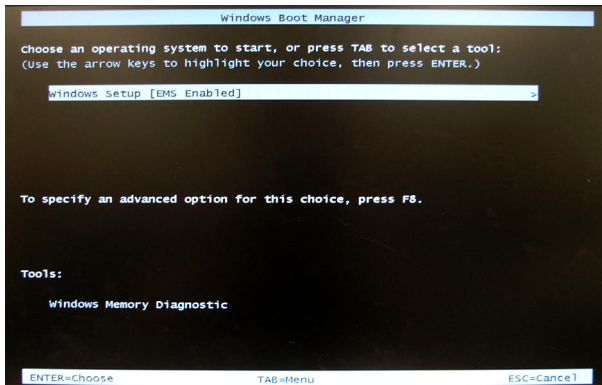 Windows Boot Manager
Choose an operating system to start, or press TAB to select a tool:
(Use the arrow keys to highlight your choice, then press ENTER.)
Windows Setup [EMS Enabled] >
To specify an advanced option for this choice, press F8.
Tools:
Windows Memory Diagnostic
ENTER=Choose TAB=Menu ESC=Cancel